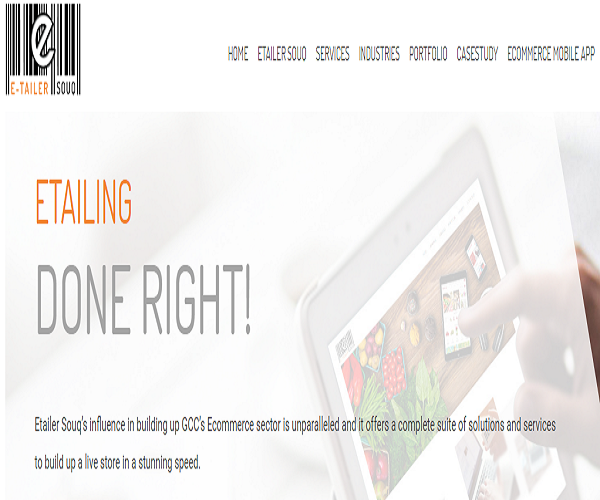 e
E-TAILER SOUQ
HOME ETAILER SOUQ SERVICES INDUSTRIES PORTFOLIO CASESTUDY ECOMMERCE MOBILE APP
ETAILING
DONE RIGHT!
Etailer Souq's influence in building up GCC's Ecommerce sector is unparalleled and it offers a complete suite of solutions and services
to build up a live store in a stunning speed.